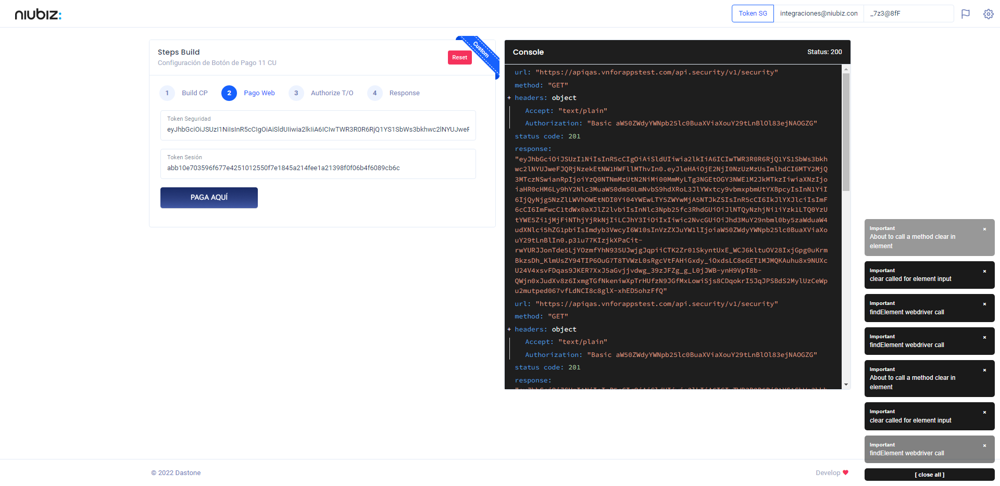 niubiz:
Token SG
integraciones@niubiz.con
_7z3@8fF
Steps Build
Configuración de Botón de Pago 11 CU
Reset
Custom
1 Build CP
2 Pago Web
3 Authorize T/O
4 Response
Token Seguridad
eyJhbGciOiJSUzI1NiIsInR5cCIgOiAiSldUIiwia2lkIiA6ICIwTWR3R0R6RjQ1YS1SbWs3bkhwc2lNYUJweF
Token Sesión
abb10e703596f677e4251012550f7e1845a214fee1a21398f0f06b4f6089cb6c
PAGA AQUÍ
Console
Status: 200
url: "https://apiqas.vnforappstest.com/api.security/v1/security"
method: "GET"
+ headers: object
Accept: "text/plain"
Authorization: "Basic aW50ZWdyYWNpb25lc0BuaXViaXouY29tLnBlOl83ejNAOGZG"
status code: 201
response:
"eyJhbGciOiJSUzI1NiIsInR5cCIgOiAiSldUIiwia2lkIiA6ICIwTWR3R0R6RjQ1YS1SbWs3bkh
wc2lNYUJweFJQRjNzekEtNW1HWFllMThvIn0.eyJleHAiOjE2NjI0NzUzMzUsImlhdCI6MTY2MjQ
3MTczNSwianRpIjoiYzQ0NTNmMzUtN2NiMi00MmMyLTg3NGEtOGY3NWE1M2JkMTkzIiwiaXNzIjo
iaHR0cHM6Ly9hY2Nlc3MuaW50dm50LmNvbS9hdXRoL3JlYWxtcy9vbmxpbmUtYXBpcyIsInN1YiI
6IjQyNjg5NzZlLWVhOWEtNDI0Yi04YWEwLTY5ZWYwMjA5NTJkZSIsInR5cCI6IkJlYXJlciIsImF
6cCI6ImFwcC1tdWx0aXJlZ2lvbiIsInNlc3Npb25fc3RhdGUiOiJlNTQyNzhjNi1iYzk1LTQ0YzU
tYWE5Zi1jMjFiNThjYjRkNjIiLCJhY3IiOiIxIiwic2NvcGUiOiJhd3MuY29nbml0by5zaWduaW4
udXNlci5hZG1pbiIsImdyb3VwcyI6W10sInVzZXJuYW1lIjoiaW50ZWdyYWNpb25lc0BuaXViaXo
uY29tLnBlIn0.p31u77KIzjkXPaCit-
rwYURJJonTde5LjYOzmfYhN935UJwjgJqpiiCTK2Zr01SkyntUxE_WCJ6kltuOV28IxjGpg0uKrm
BkzsDh_KlmUsZY94TIP6OuG7T8TVWzL0sRgcVtFAHiGxdy_iOxdsLC8eGET1MJMQKAuhu8x9NUXc
U24V4xsvFDqas9JKER7XxJ5aGvjjvdwg_39zJFZg_g_L0jJWB-ynH9VpT8b-
QWjn0xJudXv8z6IxmgTGfNkeniwXpTrHUfzN9JGfMxLowiSjs8CDqokrI5JqJPSBdS2MylUzCeWp
u2mutped067vfLdNCI8c8glX-xhED5ohzFfQ"
url: "https://apiqas.vnforappstest.com/api.security/v1/security"
method: "GET"
+ headers: object
Accept: "text/plain"
Authorization: "Basic aW50ZWdyYWNpb25lc0BuaXViaXouY29tLnBlOl83ejNAOGZG"
status code: 201
response:
Important
About to call a method clear in
element
Important
clear called for element input
Important
findElement webdriver call
Important
findElement webdriver call
Important
About to call a method clear in
element
Important
clear called for element input
Important
findElement webdriver call
[ close all ]
© 2022 Dastone
Develop